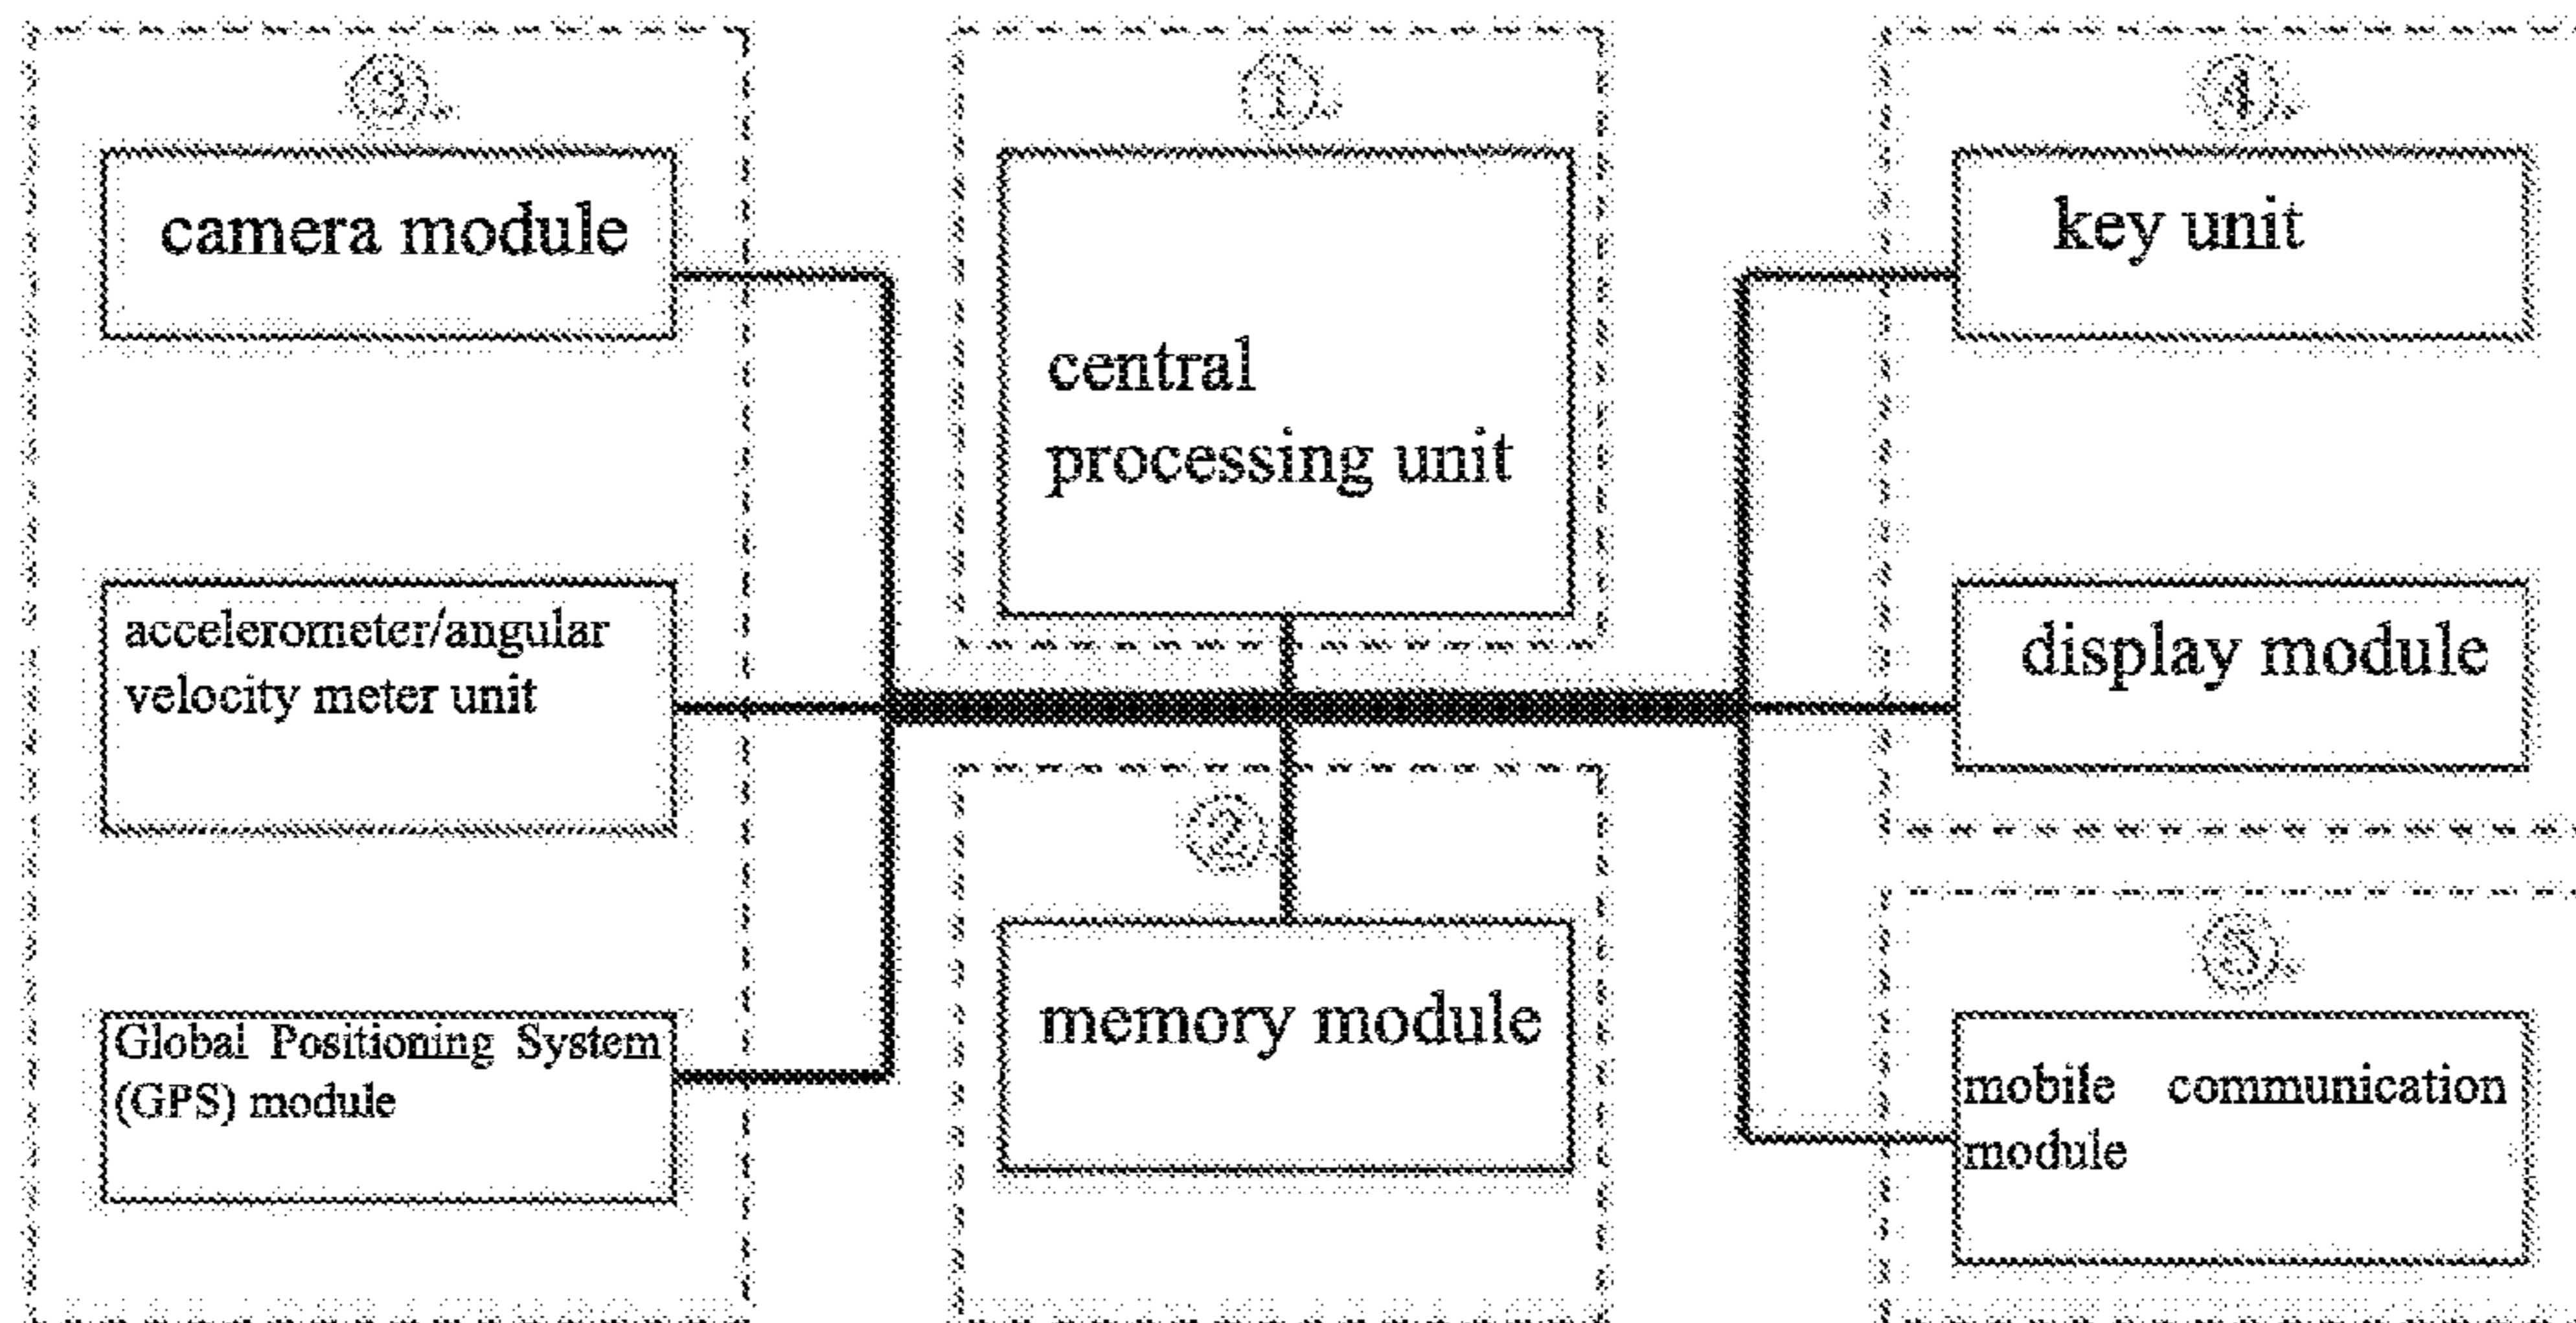 ③
camera module
accelerometer/angular
velocity meter unit
Global Positioning System
(GPS) module
①
central
processing unit
②
memory module
④
key unit
display module
⑤
mobile communication
module